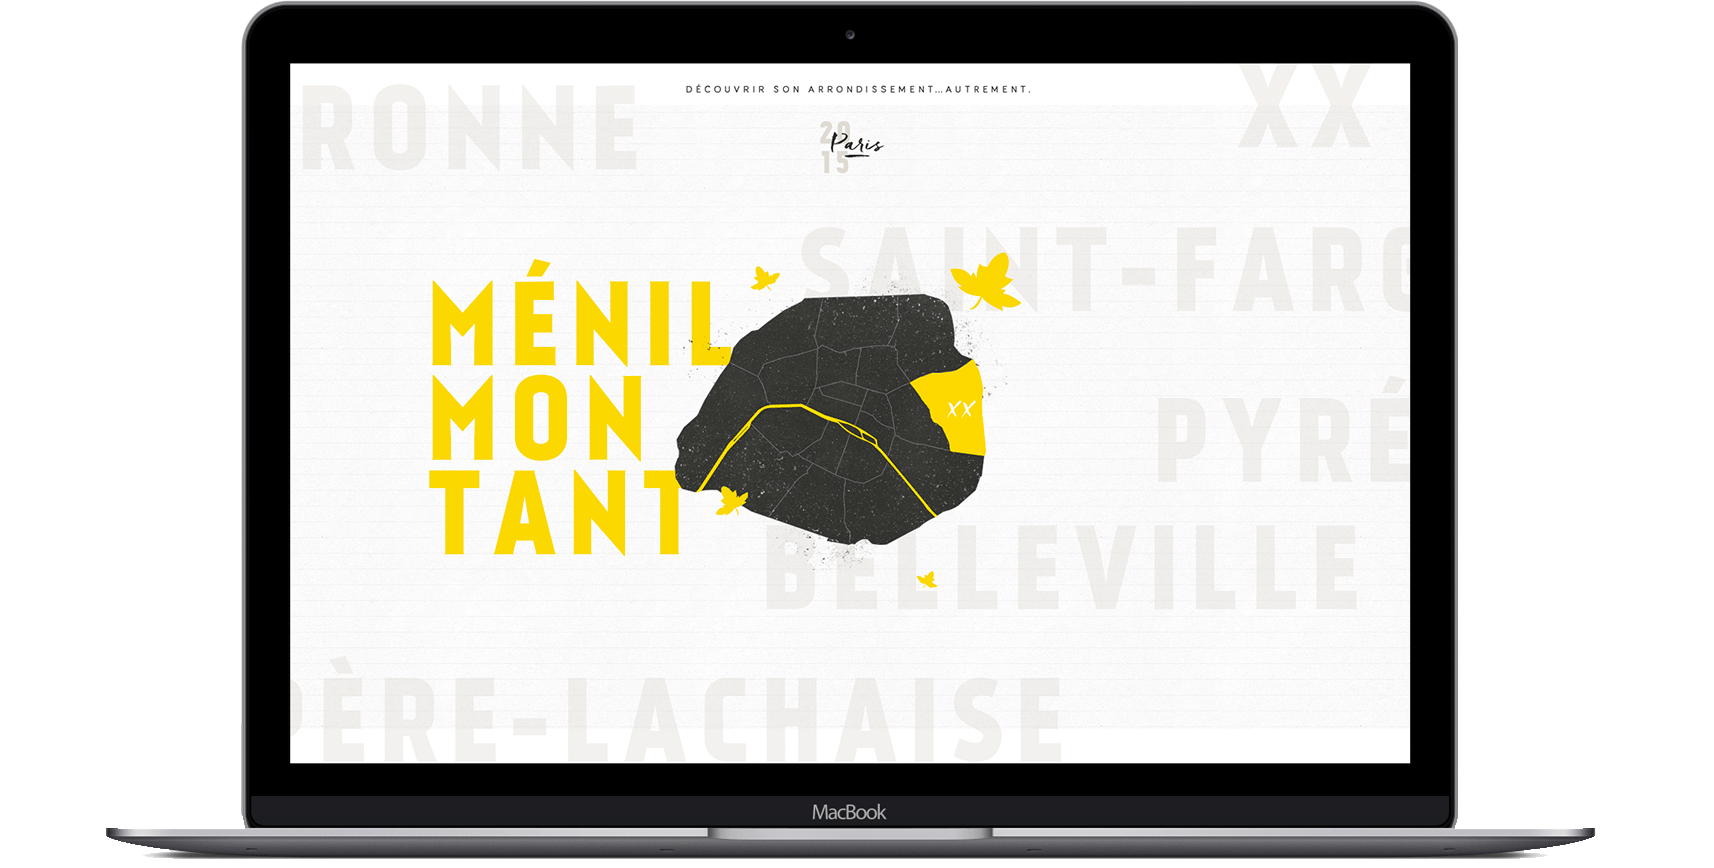 DÉCOUVRIR SON ARRONDISSEMENT...AUTREMENT.
RONNE
XX
20
Paris
15
SAINT-FARG
MÉNIL
MON
TANT
XX
PYRÉ
BELLEVILLE
PÈRE-LACHAISE
MacBook